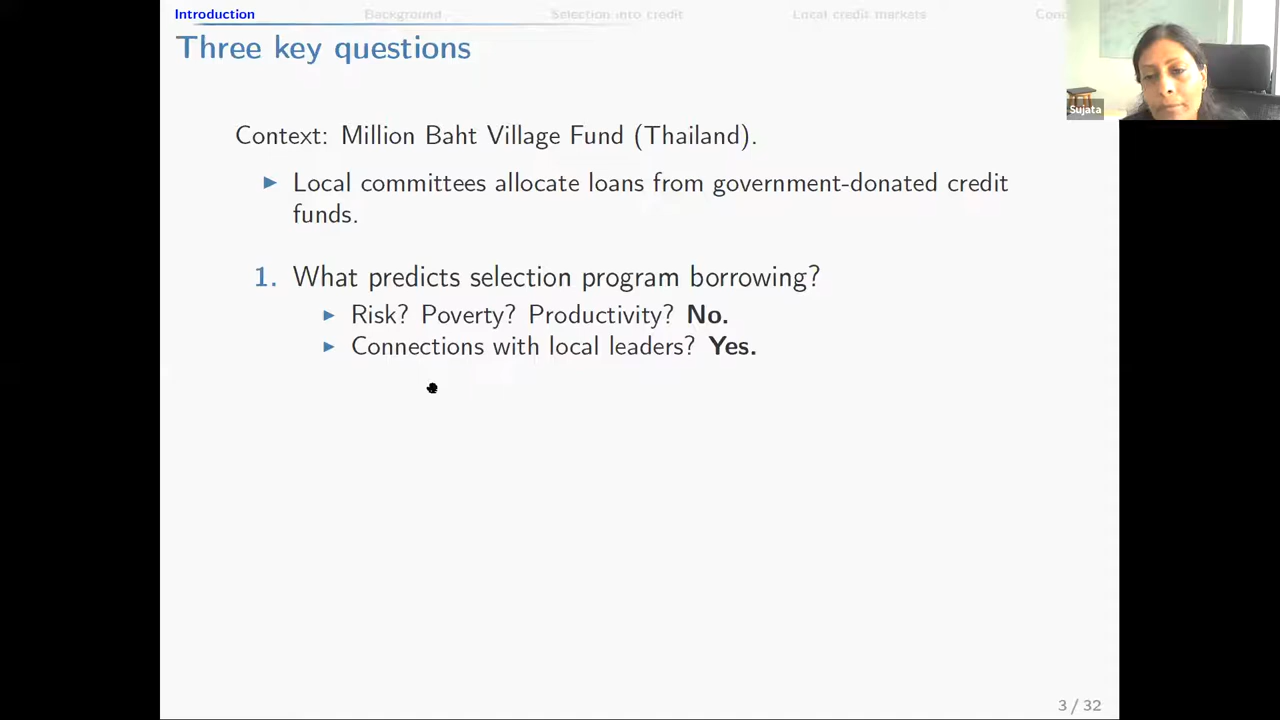 Introduction Background Selection into credit Local credit markets
Three key questions
Sujata
Context: Million Baht Village Fund (Thailand).
Local committees allocate loans from government-donated credit
funds.
1. What predicts selection program borrowing?
Risk? Poverty? Productivity? No.
Connections with local leaders? Yes.
3 / 32